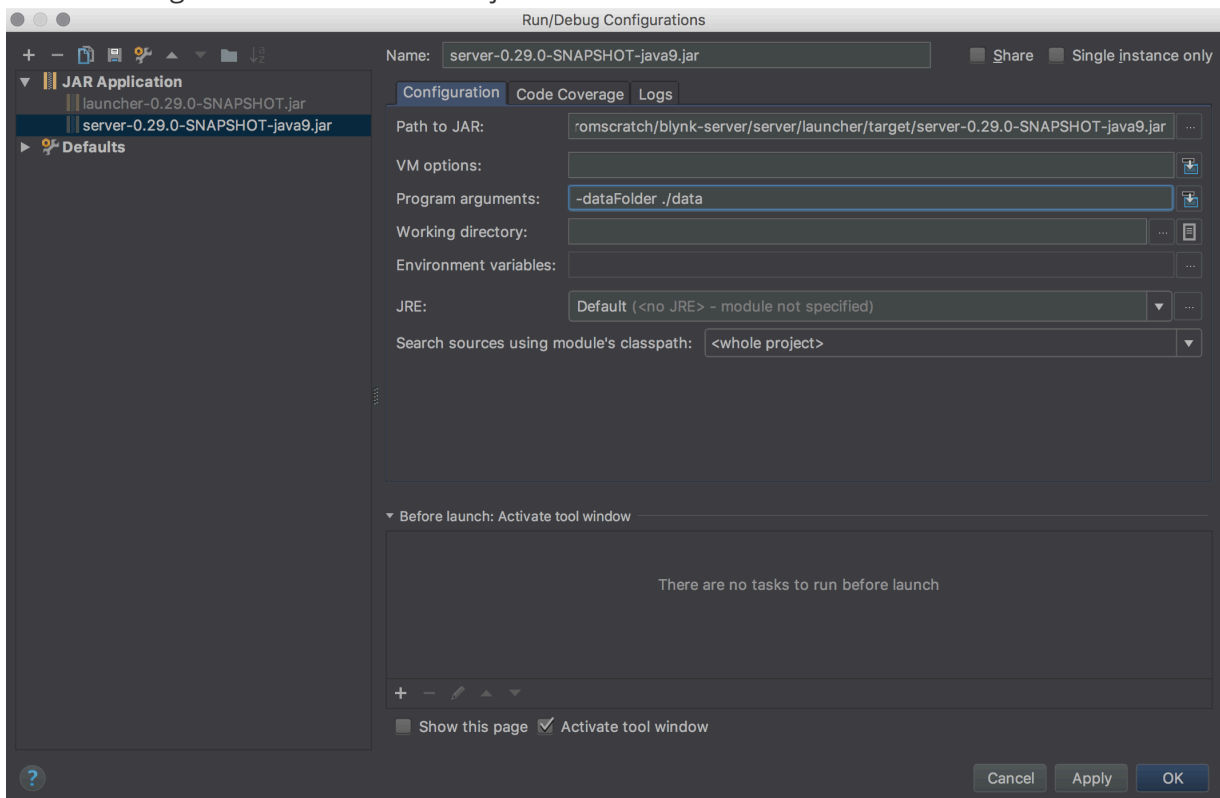 Run/Debug Configurations
Name: server-0.29.0-SNAPSHOT-java9.jar Share Single instance only
JAR Application
launcher-0.29.0-SNAPSHOT.jar
server-0.29.0-SNAPSHOT-java9.jar
Defaults
Configuration Code Coverage Logs
Path to JAR: romscratch/blynk-server/server/launcher/target/server-0.29.0-SNAPSHOT-java9.jar ...
VM options:
Program arguments: -dataFolder ./data
Working directory: ...
Environment variables: ...
JRE: Default (<no JRE> - module not specified) ...
Search sources using module's classpath: <whole project>
Before launch: Activate tool window
There are no tasks to run before launch
Show this page Activate tool window
? Cancel Apply OK